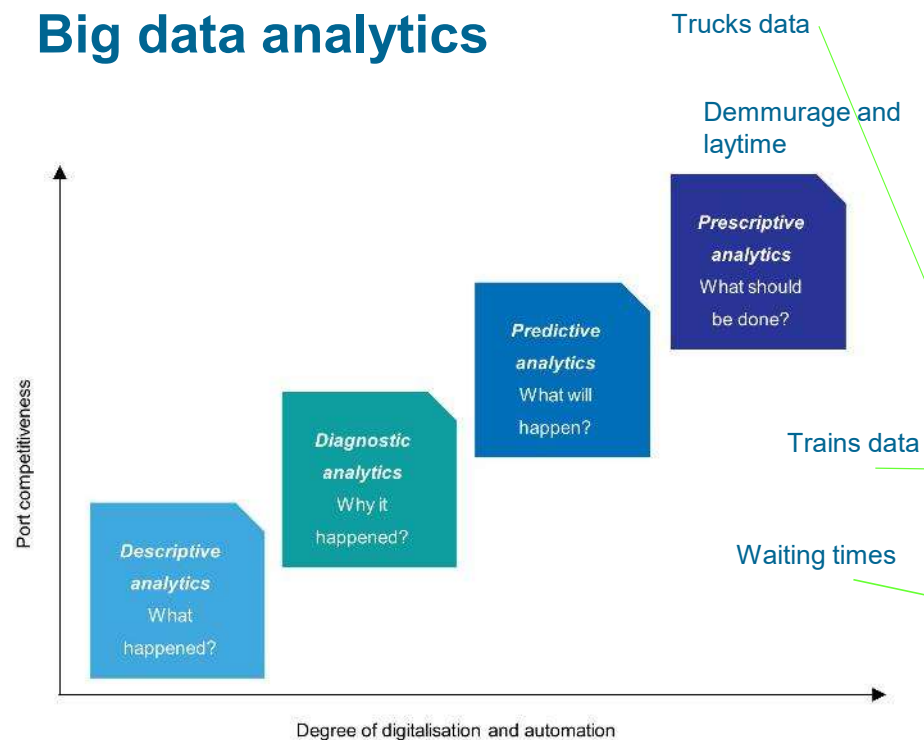 Big data analytics
Trucks data
Demmurage and
laytime
Prescriptive
analytics
What should
be done?
Predictive
analytics
What will
happen?
Diagnostic
analytics
Why it
happened?
Descriptive
analytics
What
happened?
Trains data
Waiting times
Port competitiveness
Degree of digitalisation and automation